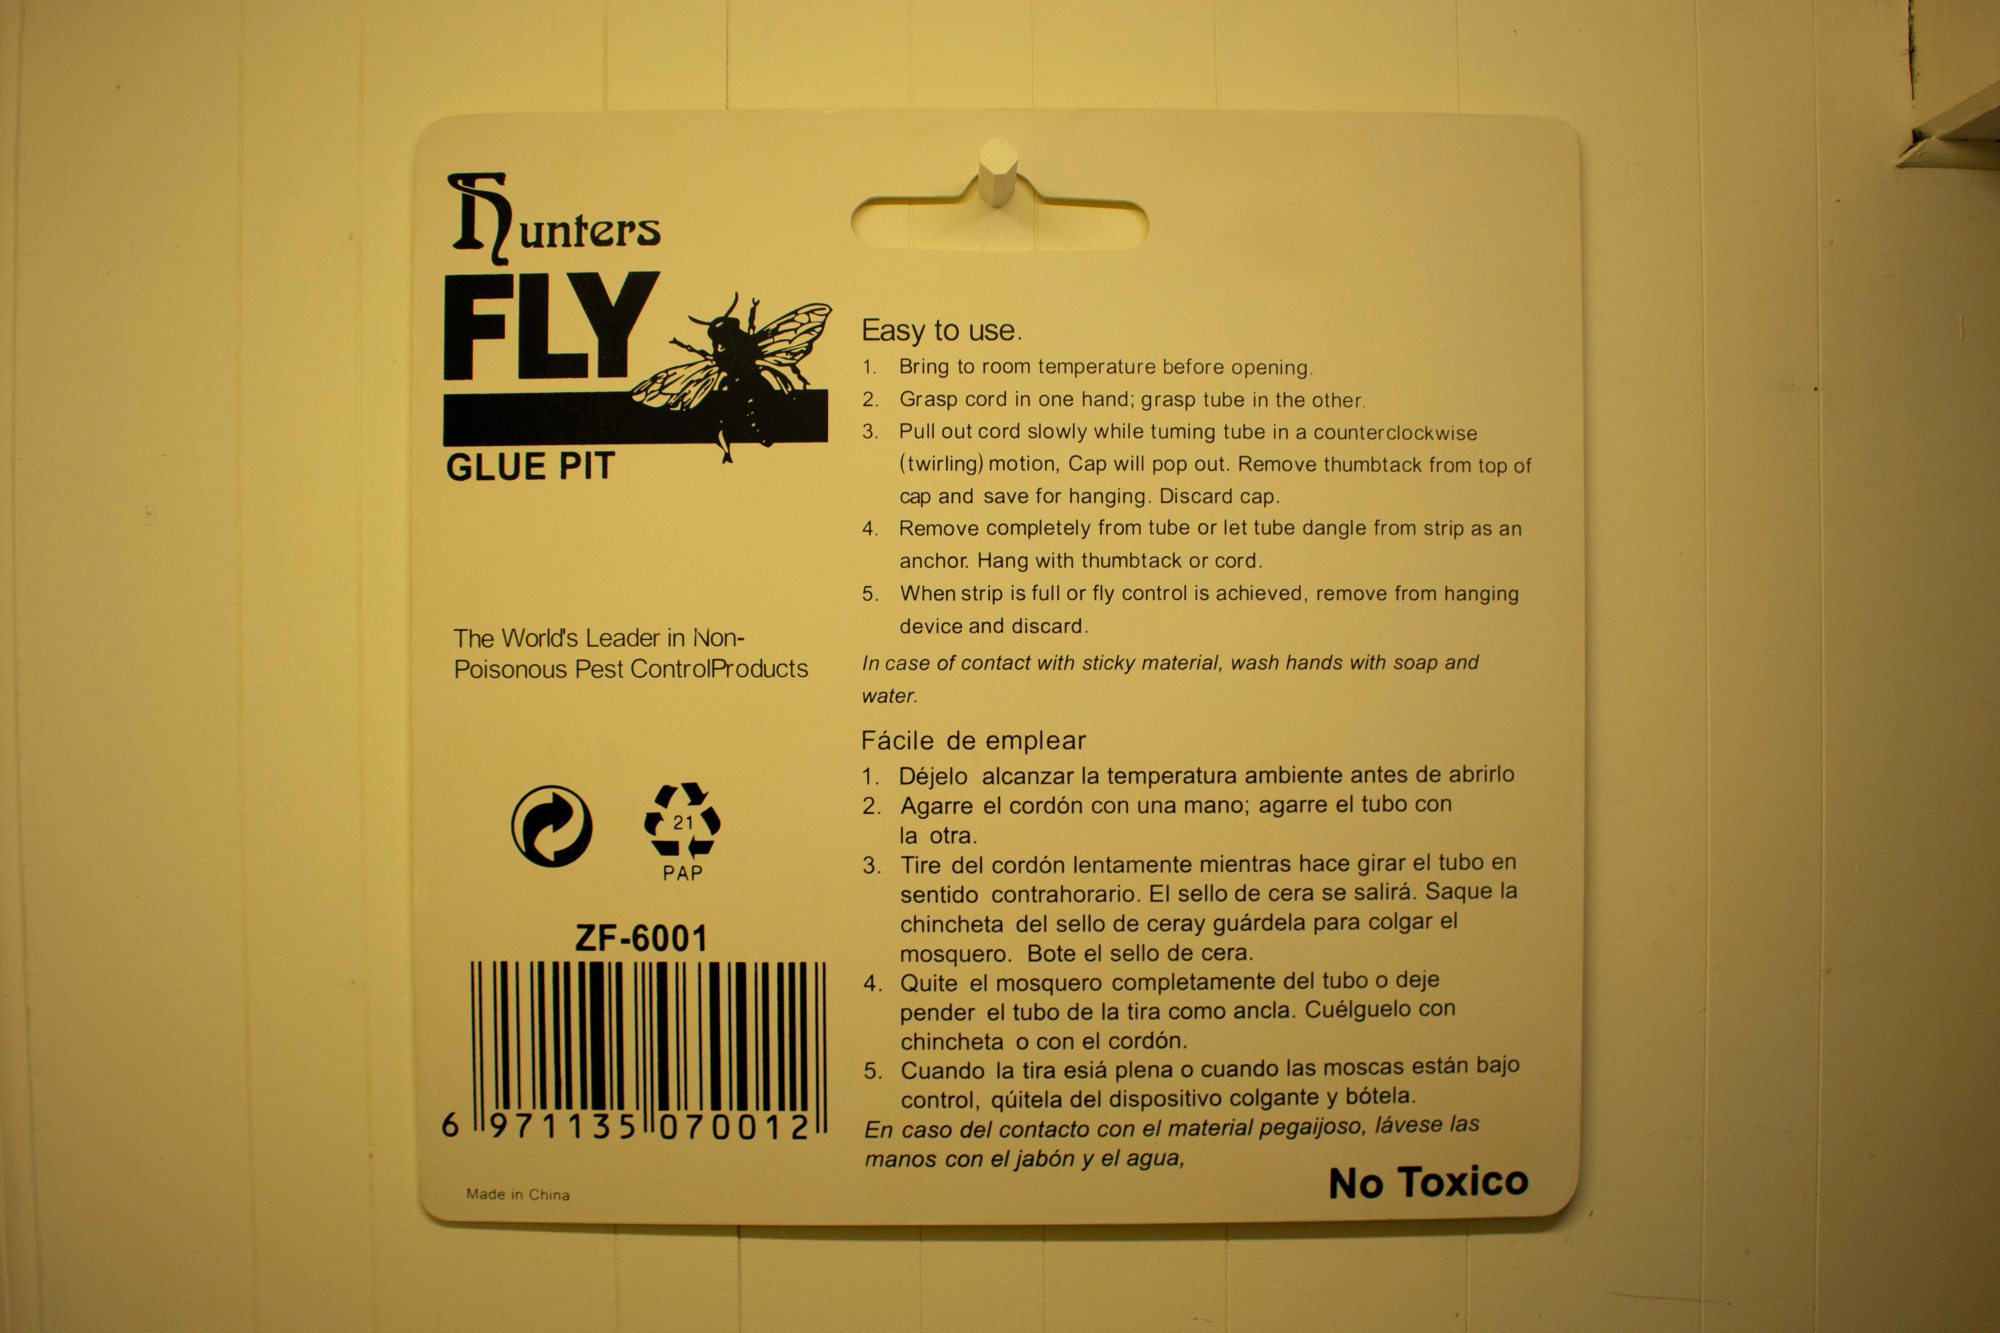 Hunters
FLY
GLUE PIT
The World's Leader in Non-
Poisonous Pest ControlProducts
21
PAP
ZF-6001
6 971135 070012
Made in China
Easy to use.
1. Bring to room temperature before opening.
2. Grasp cord in one hand; grasp tube in the other.
3. Pull out cord slowly while tuming tube in a counterclockwise
(twirling) motion, Cap will pop out. Remove thumbtack from top of
cap and save for hanging. Discard cap.
4. Remove completely from tube or let tube dangle from strip as an
anchor. Hang with thumbtack or cord.
5. When strip is full or fly control is achieved, remove from hanging
device and discard.
In case of contact with sticky material, wash hands with soap and
water.
Fácile de emplear
1. Déjelo alcanzar la temperatura ambiente antes de abrirlo
2. Agarre el cordón con una mano; agarre el tubo con
la otra.
3. Tire del cordón lentamente mientras hace girar el tubo en
sentido contrahorario. El sello de cera se salirá. Saque la
chincheta del sello de ceray guárdela para colgar el
mosquero. Bote el sello de cera.
4. Quite el mosquero completamente del tubo o deje
pender el tubo de la tira como ancla. Cuélguelo con
chincheta o con el cordón.
5. Cuando la tira esiá plena o cuando las moscas están bajo
control, qúitela del dispositivo colgante y bótela.
En caso del contacto con el material pegaijoso, lávese las
manos con el jabón y el agua,
No Toxico